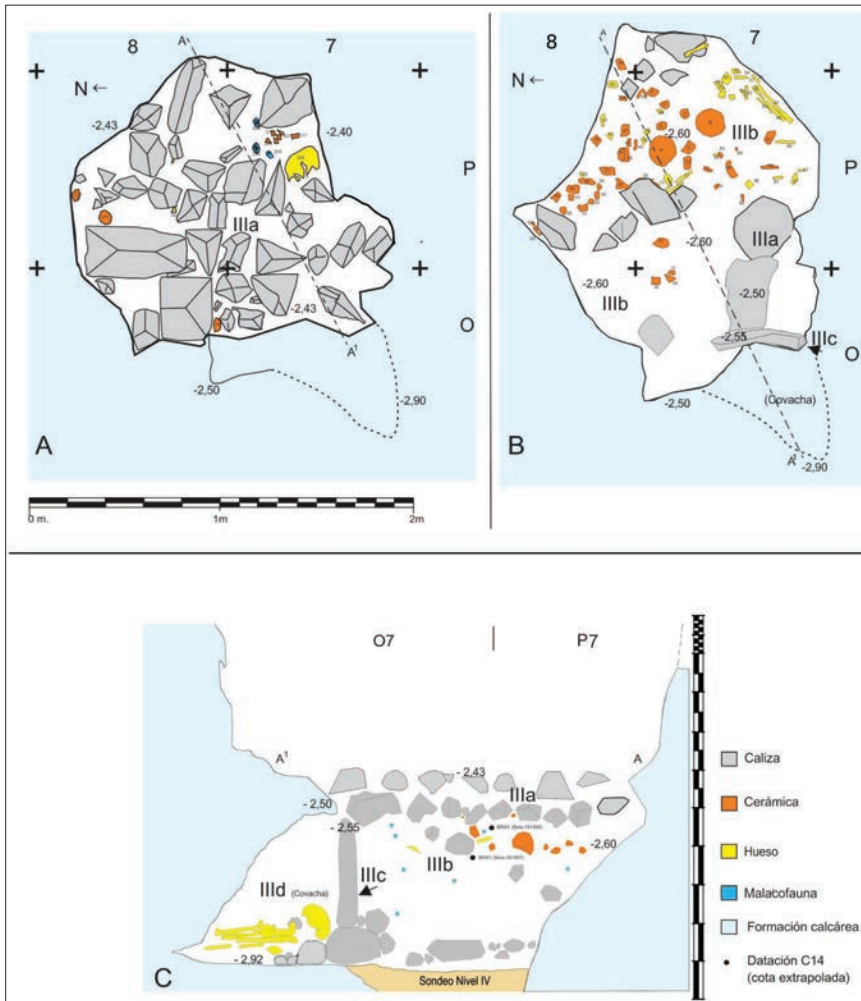 8 A 7
N ←
-2,43
-2,40
P
IIIa
-2,43
O
A¹
-2,50
-2,90
A
0 m. 1m 2m
8 A 7
N ←
-2,60
IIIb
P
IIIa
-2,60
-2,60
IIIb
-2,50
-2,55
IIIc
O
-2,50
(Covacha)
A¹
-2,90
B
O7 | P7
A¹ A
- 2,43
IIIa
-2,50
-2,55
-2,60
IIIb
IIIc
IIId (Covacha)
- 2,92
C
Sondeo Nivel IV
Caliza
Cerámica
Hueso
Malacofauna
Formación calcárea
Datación C14
(cota extrapolada)